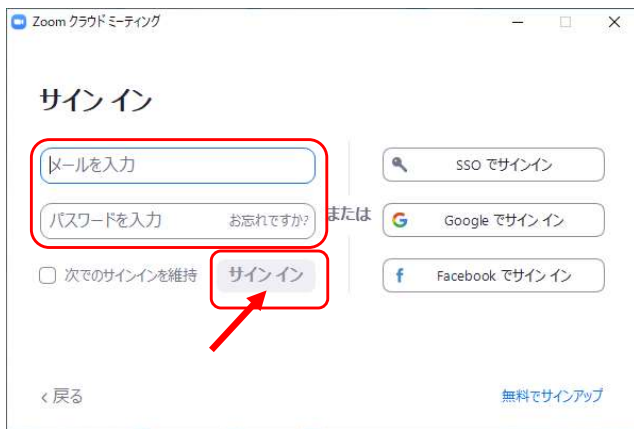 Zoom クラウド ミーティング
サイン イン
メールを入力
パスワードを入力 お忘れですか?
または
次でのサインインを維持 サイン イン
SSO でサインイン
Google でサイン イン
Facebook でサイン イン
戻る
無料でサインアップ